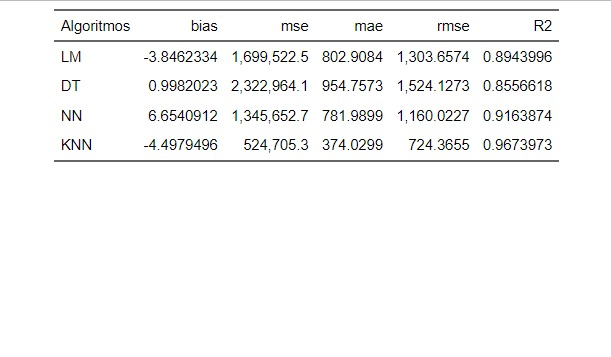 Algoritmos bias mse mae rmse R2
LM -3.8462334 1,699,522.5 802.9084 1,303.6574 0.8943996
DT 0.9982023 2,322,964.1 954.7573 1,524.1273 0.8556618
NN 6.6540912 1,345,652.7 781.9899 1,160.0227 0.9163874
KNN -4.4979496 524,705.3 374.0299 724.3655 0.9673973